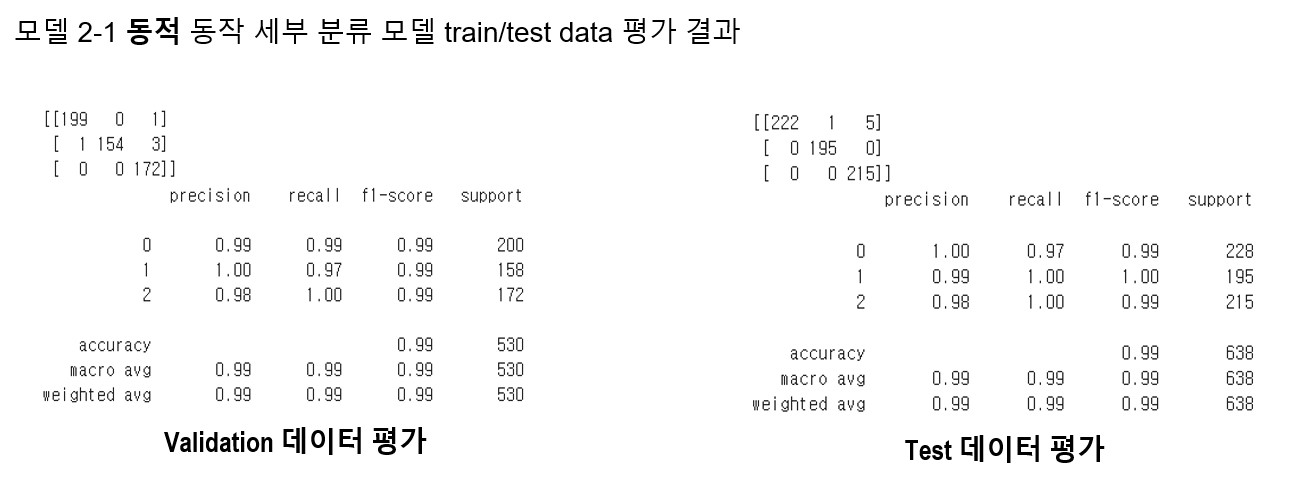 모델 2-1 동적 동작 세부 분류 모델 train/test data 평가 결과
[[199 0 1]
[ 1 154 3]
[ 0 0 172]]
precision recall f1-score support
0 0.99 0.99 0.99 200
1 1.00 0.97 0.99 158
2 0.98 1.00 0.99 172
accuracy 0.99 530
macro avg 0.99 0.99 0.99 530
weighted avg 0.99 0.99 0.99 530
Validation 데이터 평가
[[222 1 5]
[ 0 195 0]
[ 0 0 215]]
precision recall f1-score support
0 1.00 0.97 0.99 228
1 0.99 1.00 1.00 195
2 0.98 1.00 0.99 215
accuracy 0.99 638
macro avg 0.99 0.99 0.99 638
weighted avg 0.99 0.99 0.99 638
Test 데이터 평가